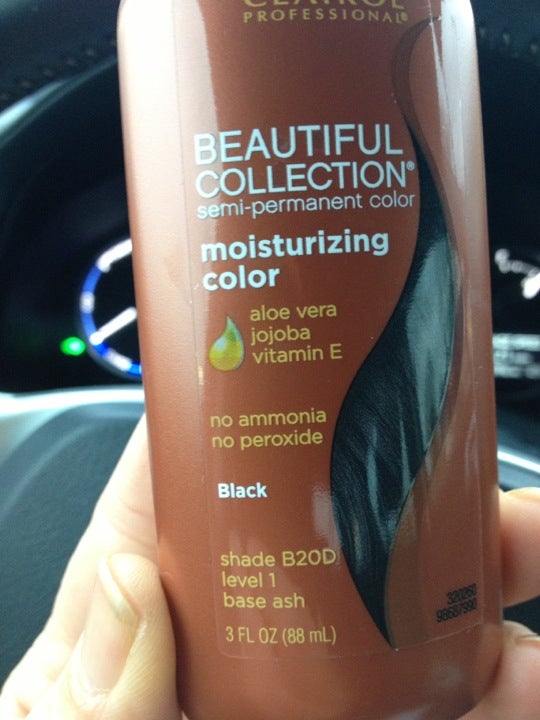 CLAIROL
PROFESSIONAL®
BEAUTIFUL
COLLECTION®
semi-permanent color
moisturizing
color
aloe vera
jojoba
vitamin E
no ammonia
no peroxide
Black
shade B20D
level 1
base ash
3 FL OZ (88 mL)